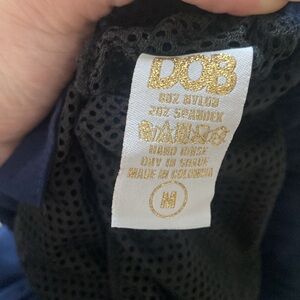 DOB
80% NYLON
20% SPANDEX
HAND RINSE
DRY IN SHADE
MADE IN COLOMBIA
M